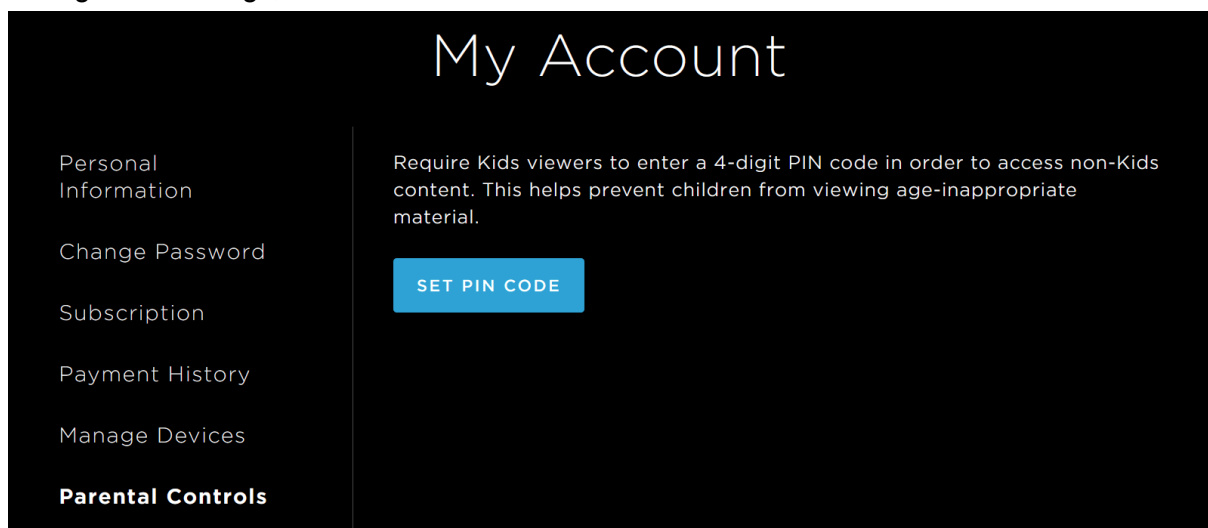 My Account
Personal
Information
Change Password
Subscription
Payment History
Manage Devices
Parental Controls
Require Kids viewers to enter a 4-digit PIN code in order to access non-Kids
content. This helps prevent children from viewing age-inappropriate
material.
SET PIN CODE